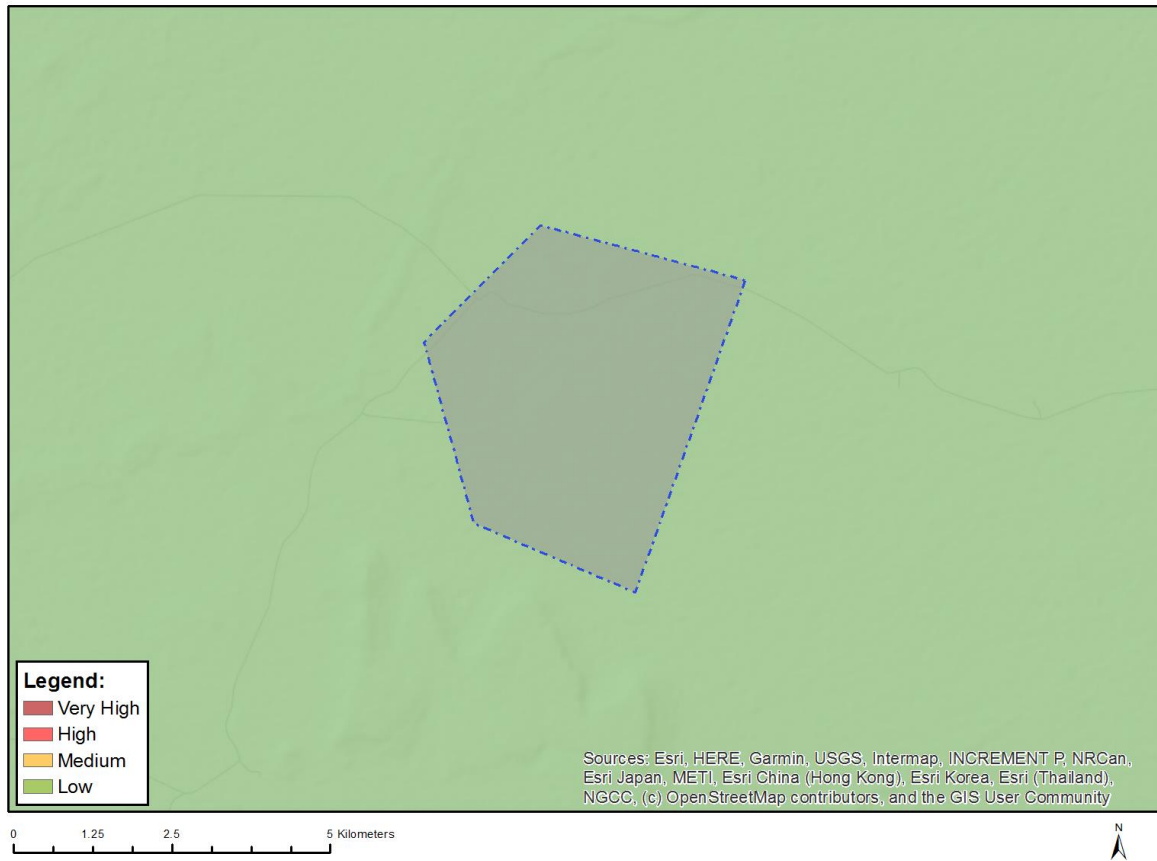 Legend:
Very High
High
Medium
Low
Sources: Esri, HERE, Garmin, USGS, Intermap, INCREMENT P, NRCan,
Esri Japan, METI, Esri China (Hong Kong), Esri Korea, Esri (Thailand),
NGCC, (c) OpenStreetMap contributors, and the GIS User Community
0 1.25 2.5 5 Kilometers
N